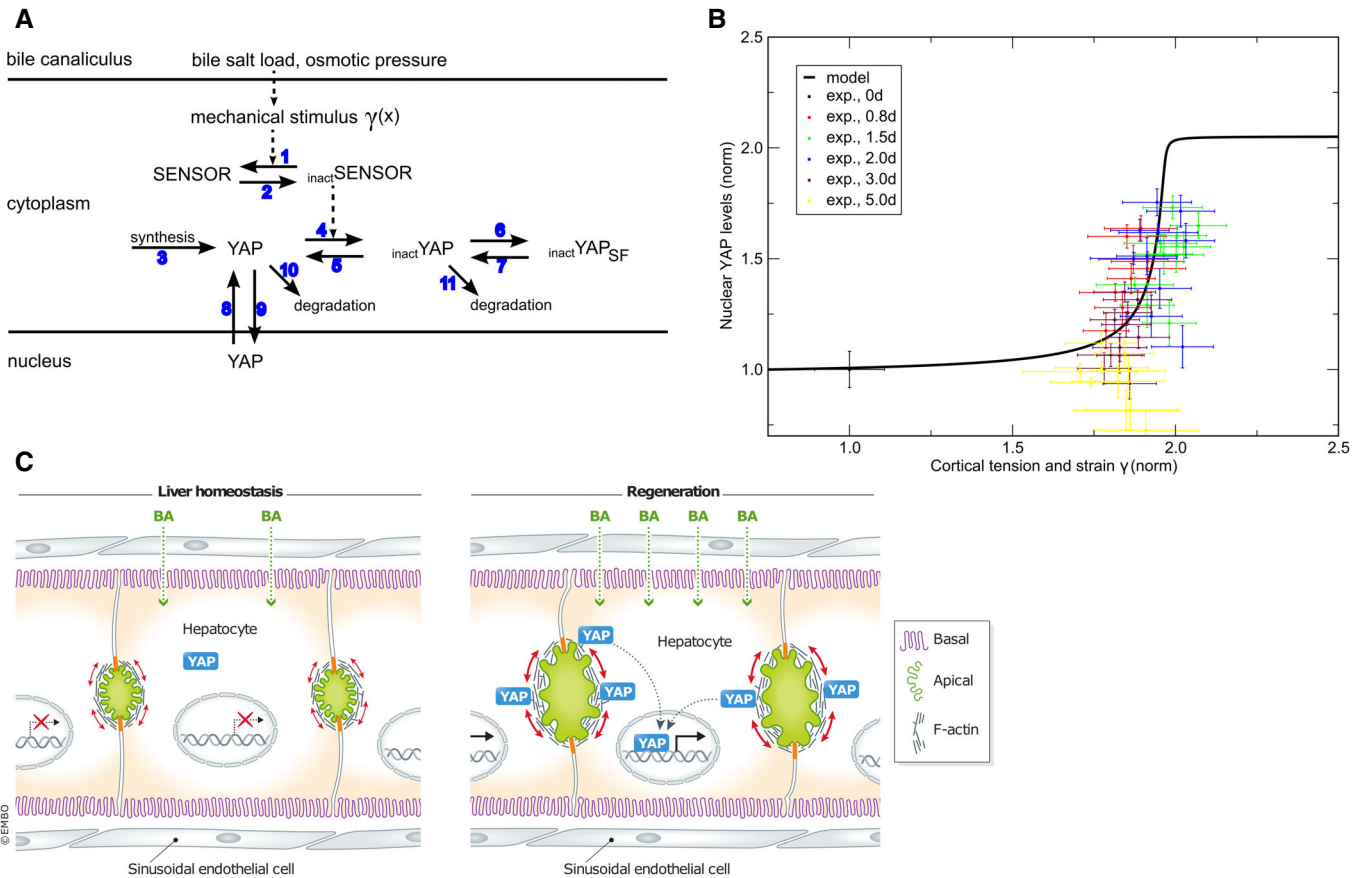 A
bile canaliculus
bile salt load, osmotic pressure
mechanical stimulus γ(x)
1
SENSOR
inactSENSOR
2
cytoplasm
synthesis
3
YAP
4
5
inactYAP
6
7
inactYAPSF
10
degradation
11
degradation
8
9
nucleus
YAP
B
2.5
2.0
1.5
1.0
Nuclear YAP levels (norm)
model
exp., 0d
exp., 0.8d
exp., 1.5d
exp., 2.0d
exp., 3.0d
exp., 5.0d
1.0
1.5
2.0
2.5
Cortical tension and strain γ (norm)
C
Liver homeostasis
BA
BA
Hepatocyte
YAP
Sinusoidal endothelial cell
Regeneration
BA
BA
BA
BA
YAP
Hepatocyte
YAP
YAP
YAP
YAP
YAP
Sinusoidal endothelial cell
Basal
Apical
F-actin
©EMBO